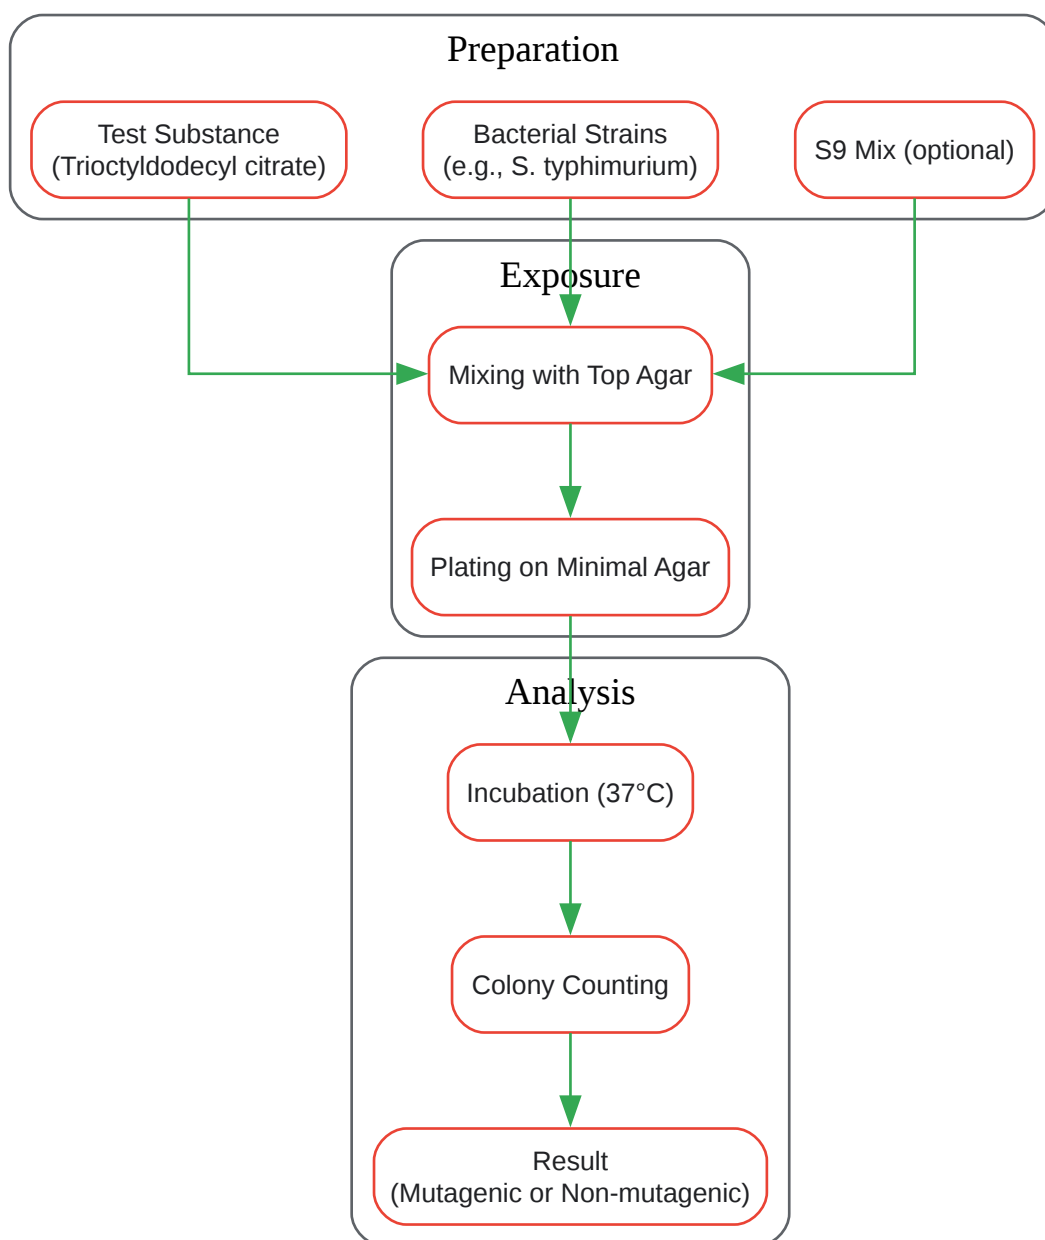 Preparation
Test Substance
(Trioctyldodecyl citrate)
Bacterial Strains
(e.g., S. typhimurium)
S9 Mix (optional)
Exposure
Mixing with Top Agar
Plating on Minimal Agar
Analysis
Incubation (37°C)
Colony Counting
Result
(Mutagenic or Non-mutagenic)